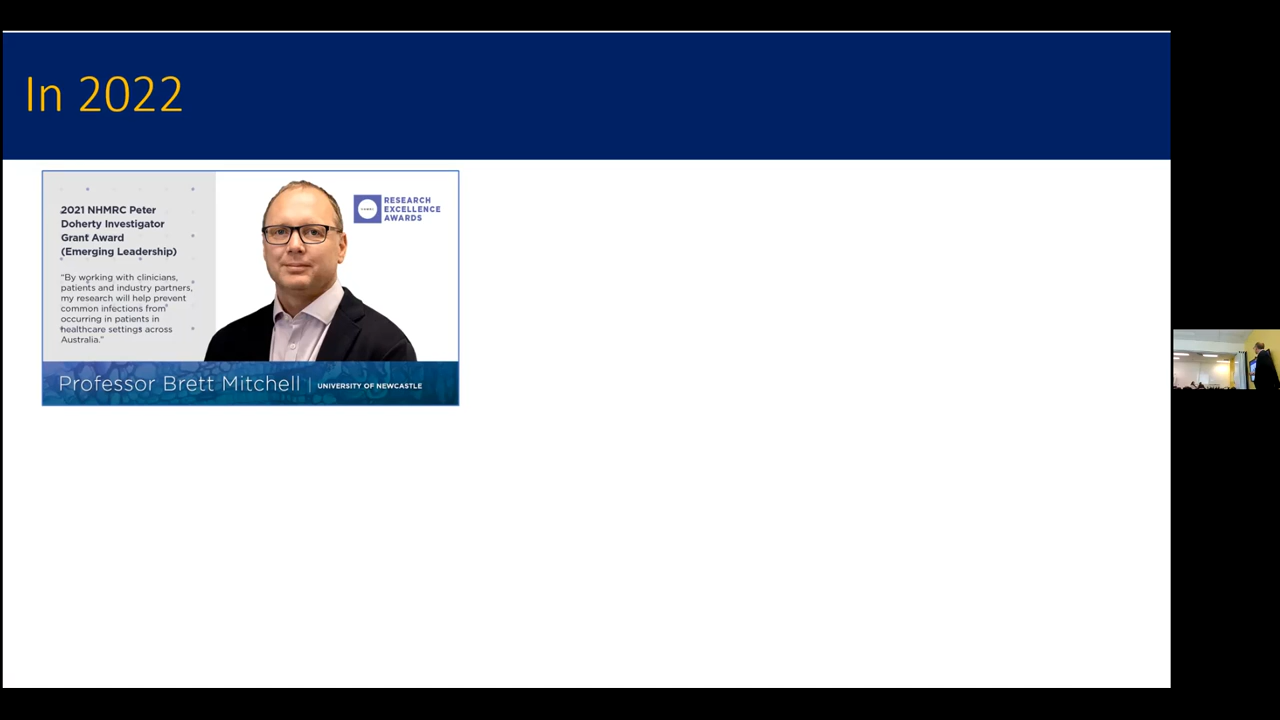 In 2022
2021 NHMRC Peter
Doherty Investigator
Grant Award
(Emerging Leadership)
“By working with clinicians,
patients and industry partners,
my research will help prevent
common infections from
occurring in patients in
healthcare settings across
Australia.”
RESEARCH
EXCELLENCE
AWARDS
Professor Brett Mitchell | UNIVERSITY OF NEWCASTLE